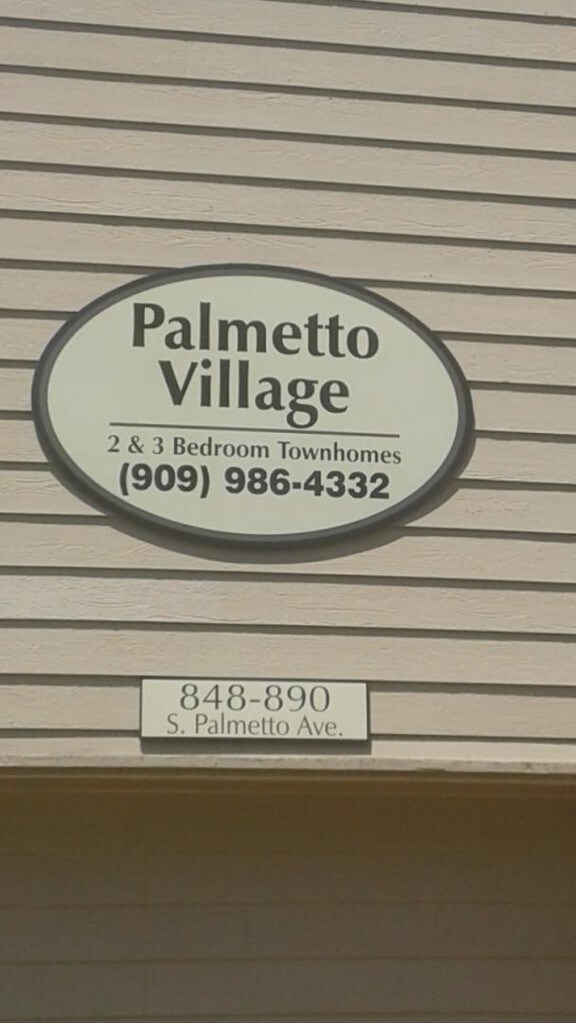 Palmetto
Village
2 & 3 Bedroom Townhomes
(909) 986-4332
848-890
S. Palmetto Ave.